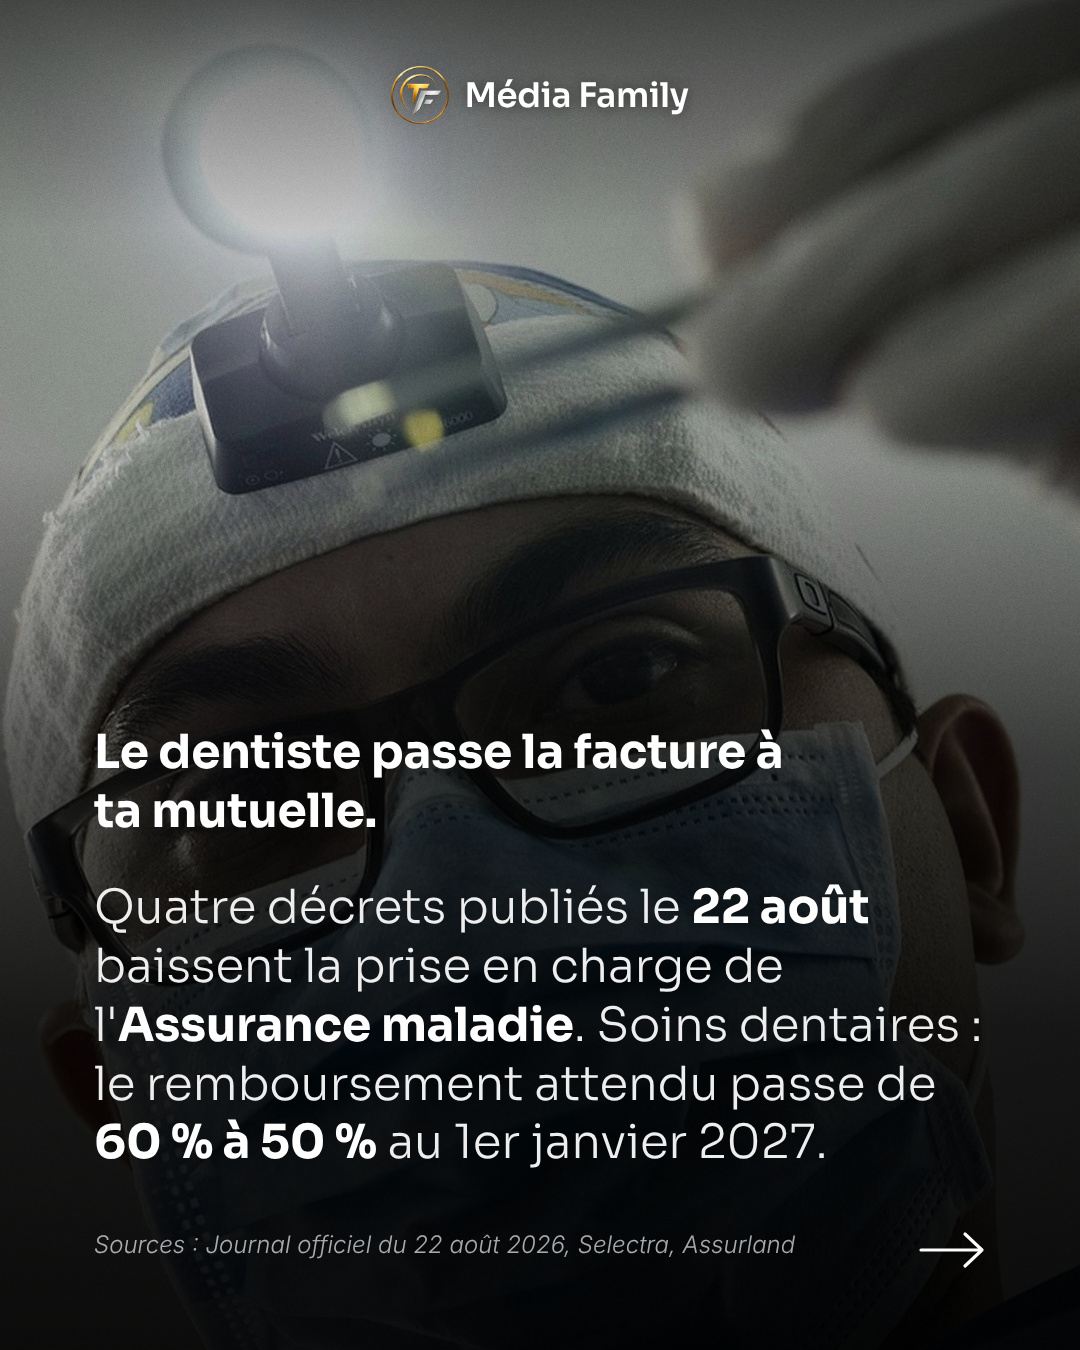 Média Family
Le dentiste passe la facture à
ta mutuelle.
Quatre décrets publiés le 22 août
baissent la prise en charge de
l'Assurance maladie. Soins dentaires :
le remboursement attendu passe de
60 % à 50 % au 1er janvier 2027.
Sources : Journal officiel du 22 août 2026, Selectra, Assurland